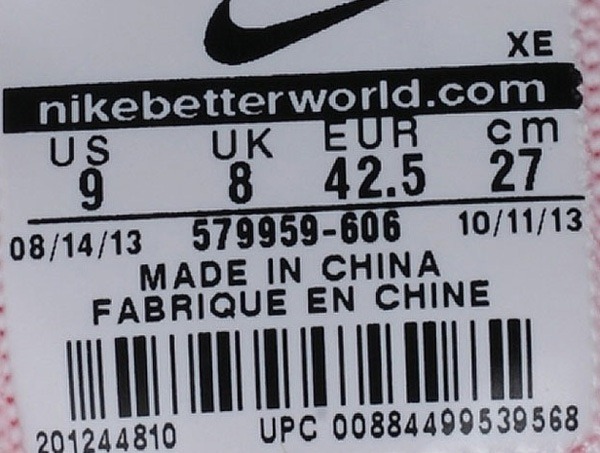 XE
nikebetterworld.com
US UK EUR cm
9 8 42.5 27
08/14/13 579959-606 10/11/13
MADE IN CHINA
FABRIQUE EN CHINE
201244810 UPC 00884499539568